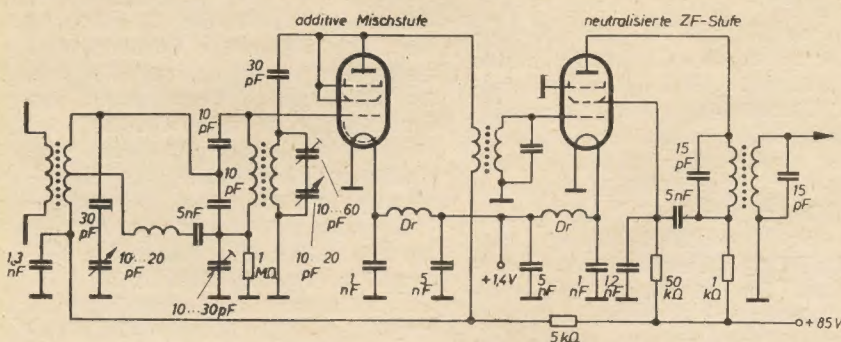 additive Mischstufe
neutralisierte ZF-Stufe
30
pF
10
pF
10
pF
30
pF
5nF
1,3
nF
10...20
pF
10...30pF
1
MΩ
10...60
pF
10 20
pF
Dr
Dr
1
nF
5
nF
+1,4V
5
nF
1
nF
1,2
nF
5nF
15
pF
15
pF
50
kΩ
1
kΩ
5kΩ
+85V